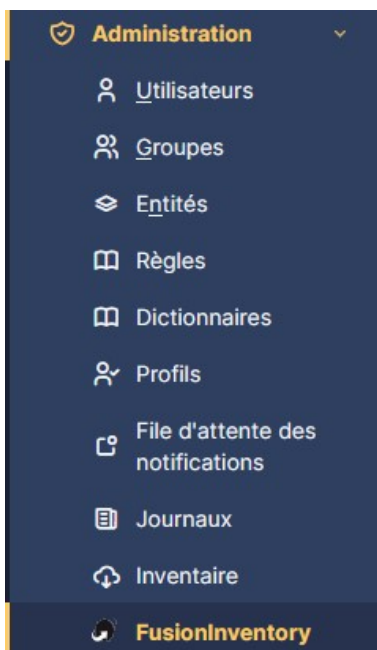 Administration
Utilisateurs
Groupes
Entités
Règles
Dictionnaires
Profils
File d'attente des
notifications
Journaux
Inventaire
FusionInventory